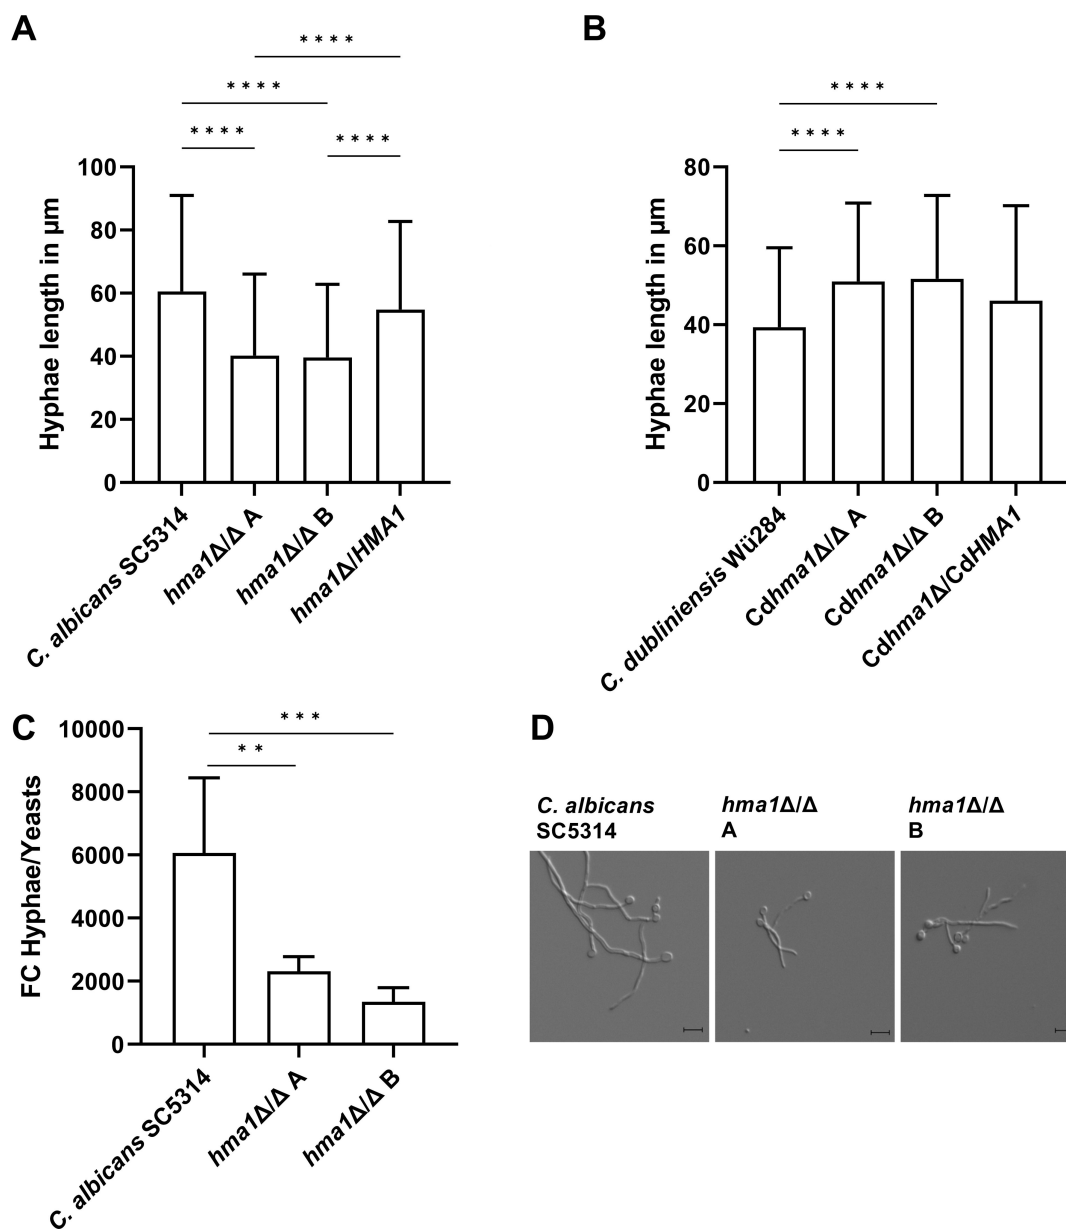 A
****
****
****
****
100
80
60
40
20
0
Hyphae length in µm
C. albicans SC5314
hma1Δ/Δ A
hma1Δ/Δ B
hma1Δ/HMA1
B
****
****
80
60
40
20
0
Hyphae length in µm
C. dubliniensis Wü284
Cdhma1Δ/Δ A
Cdhma1Δ/Δ B
Cdhma1Δ/CdHMA1
C
***
**
10000
8000
6000
4000
2000
0
FC Hyphae/Yeasts
C. albicans SC5314
hma1Δ/Δ A
hma1Δ/Δ B
D
C. albicans
SC5314
hma1Δ/Δ
A
hma1Δ/Δ
B